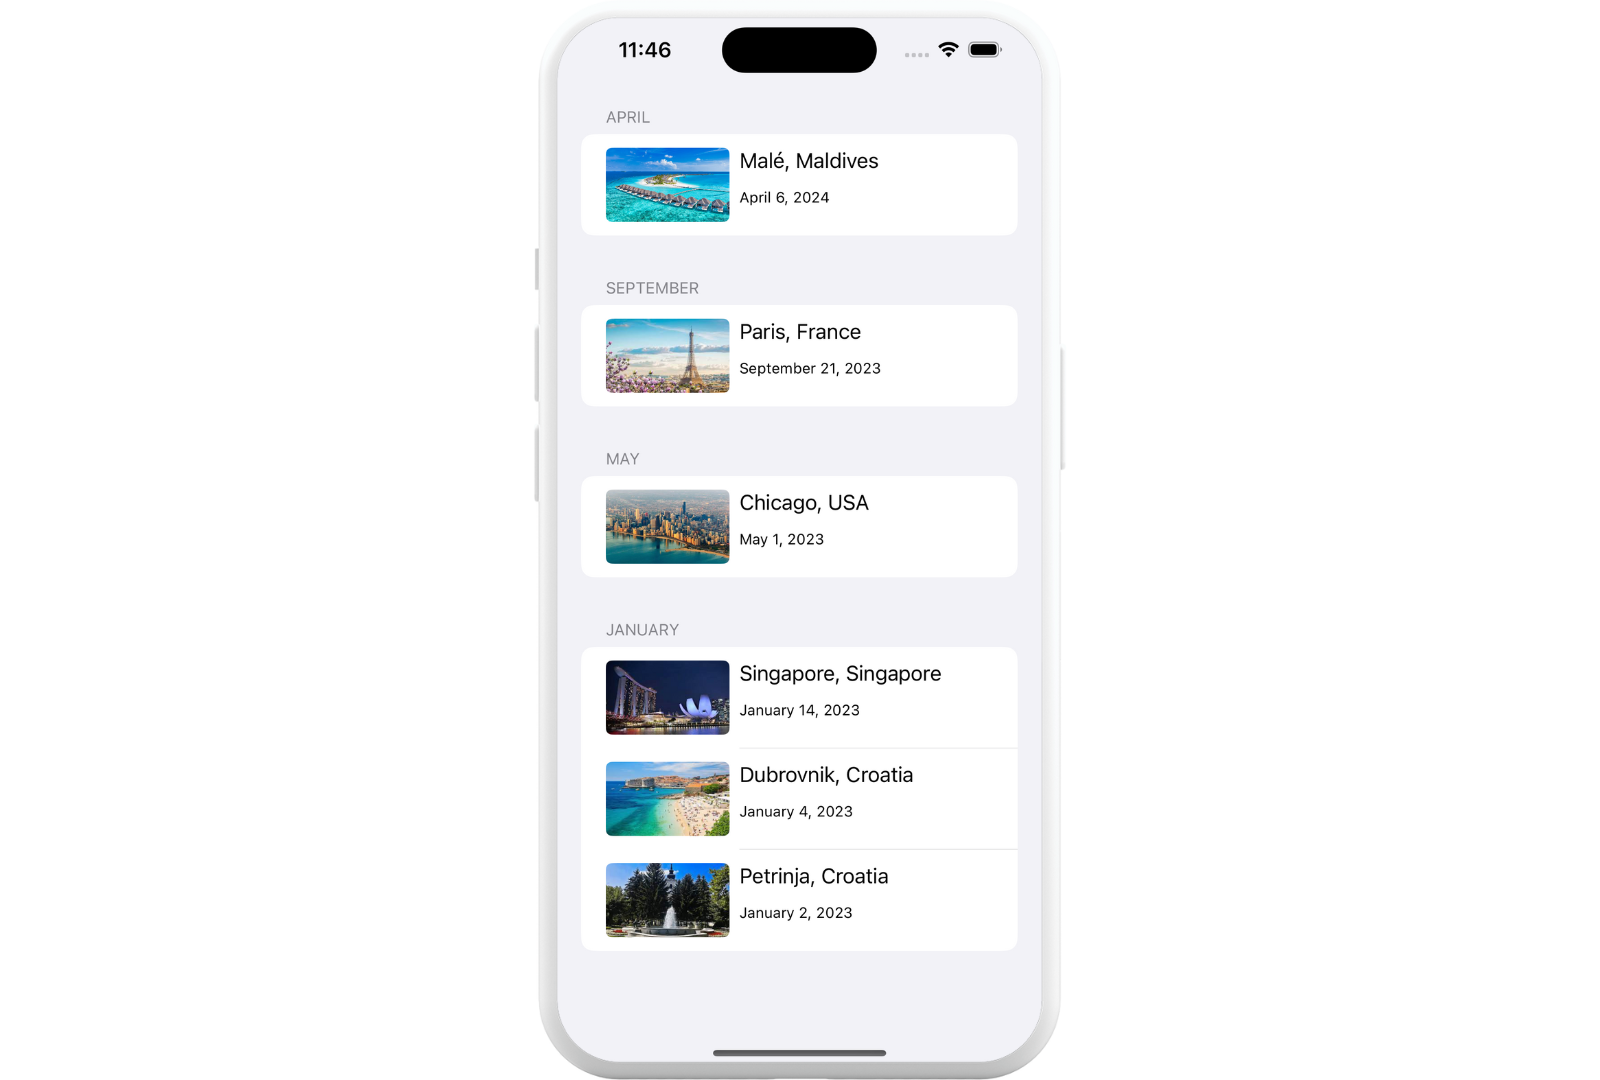 11:46
APRIL
Malé, Maldives
April 6, 2024
SEPTEMBER
Paris, France
September 21, 2023
MAY
Chicago, USA
May 1, 2023
JANUARY
Singapore, Singapore
January 14, 2023
Dubrovnik, Croatia
January 4, 2023
Petrinja, Croatia
January 2, 2023